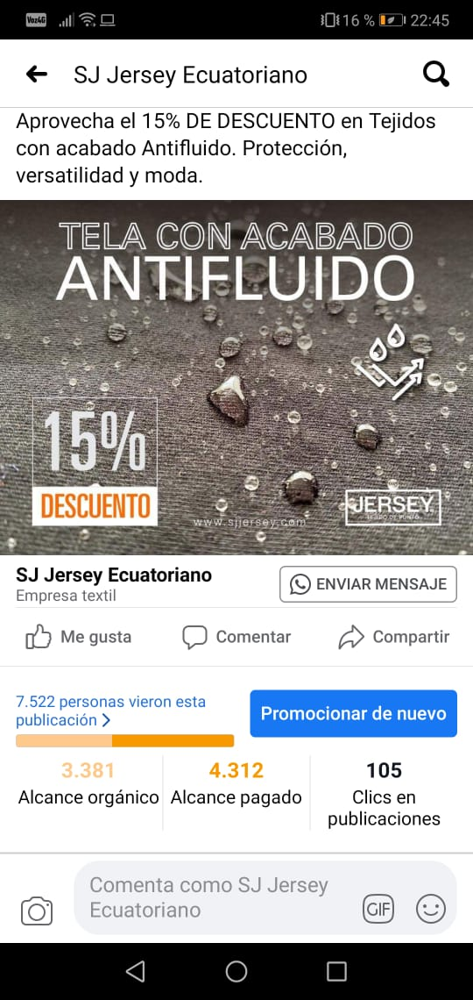 Voz4G
16 %
22:45
SJ Jersey Ecuatoriano
Aprovecha el 15% DE DESCUENTO en Tejidos
con acabado Antifluido. Protección,
versatilidad y moda.
TELA CON ACABADO
ANTIFLUIDO
15%
DESCUENTO
www.sjjersey.com
JERSEY
TEJIDO DE PUNTO
SJ Jersey Ecuatoriano
Empresa textil
ENVIAR MENSAJE
Me gusta
Comentar
Compartir
7.522 personas vieron esta
publicación
Promocionar de nuevo
3.381
Alcance orgánico
4.312
Alcance pagado
105
Clics en
publicaciones
Comenta como SJ Jersey
Ecuatoriano
GIF